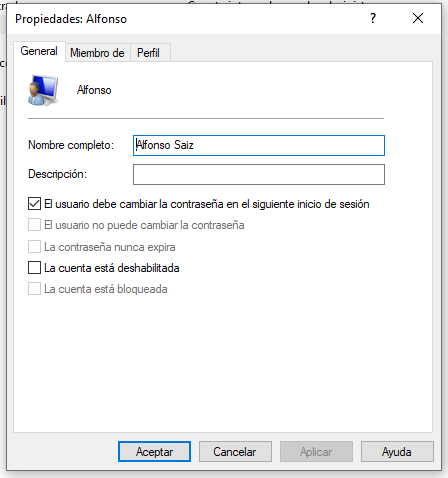 Propiedades: Alfonso
General Miembro de Perfil
Alfonso
Nombre completo: Alfonso Saiz
Descripción:
El usuario debe cambiar la contraseña en el siguiente inicio de sesión
El usuario no puede cambiar la contraseña
La contraseña nunca expira
La cuenta está deshabilitada
La cuenta está bloqueada
Aceptar Cancelar Aplicar Ayuda